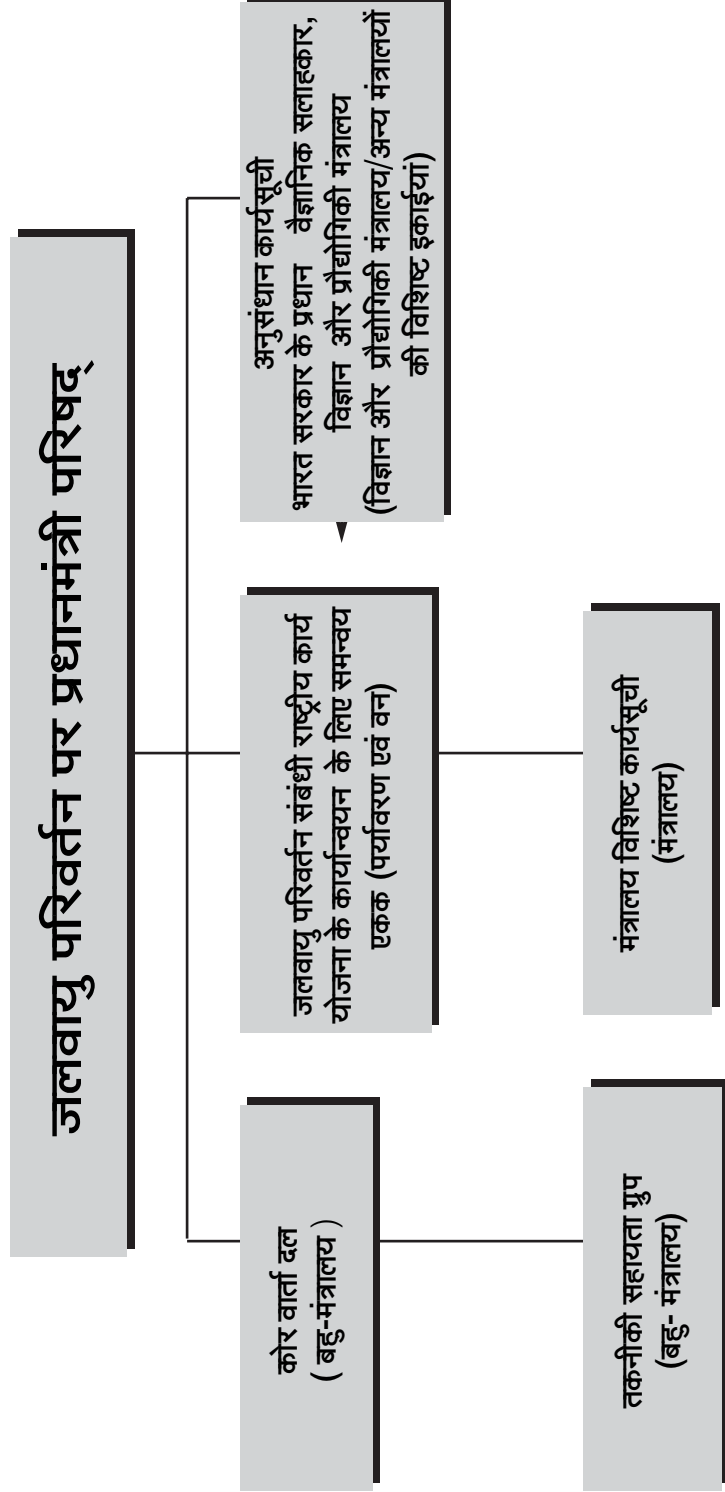 जलवायु परिवर्तन पर प्रधानमंत्री परिषद्
कोर वार्ता दल
( बहु-मंत्रालय )
जलवायु परिवर्तन संबंधी राष्ट्रीय कार्य
योजना के कार्यान्वयन के लिए समन्वय
एकक (पर्यावरण एवं वन)
अनुसंधान कार्यसूची
भारत सरकार के प्रधान वैज्ञानिक सलाहकार,
विज्ञान और प्रौद्योगिकी मंत्रालय
(विज्ञान और प्रौद्योगिकी मंत्रालय/अन्य मंत्रालयों
की विशिष्ट इकाईयां)
तकनीकी सहायता ग्रुप
(बहु- मंत्रालय)
मंत्रालय विशिष्ट कार्यसूची
(मंत्रालय)